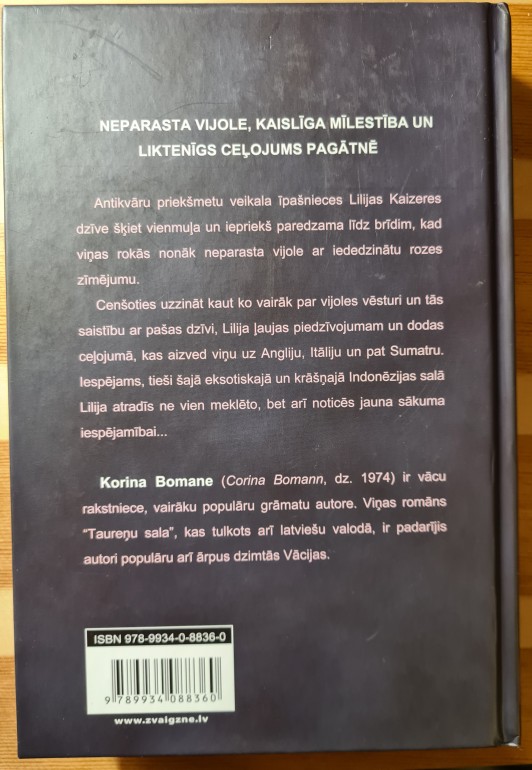 NEPARASTA VIJOLE, KAISLĪGA MĪLESTĪBA UN
LIKTENĪGS CEĻOJUMS PAGĀTNĒ
Antikvāru priekšmetu veikala īpašnieces Lilijas Kaizeres
dzīve šķiet vienmuļa un iepriekš paredzama līdz brīdim, kad
viņas rokās nonāk neparasta vijole ar iededzinātu rozes
zīmējumu.
Cenšoties uzzināt kaut ko vairāk par vijoles vēsturi un tās
saistību ar pašas dzīvi, Lilija ļaujas piedzīvojumam un dodas
ceļojumā, kas aizved viņu uz Angliju, Itāliju un pat Sumatru.
Iespējams, tieši šajā eksotiskajā un krāšņajā Indonēzijas salā
Lilija atradīs ne vien meklēto, bet arī noticēs jauna sākuma
iespējamībai...
Korina Bomane (Corina Bomann, dz. 1974) ir vācu
rakstniece, vairāku populāru grāmatu autore. Viņas romāns
"Taureņu sala", kas tulkots arī latviešu valodā, ir padarījis
autori populāru arī ārpus dzimtās Vācijas.
ISBN 978-9934-0-8836-0
9 789934 088360
www.zvaigzne.lv